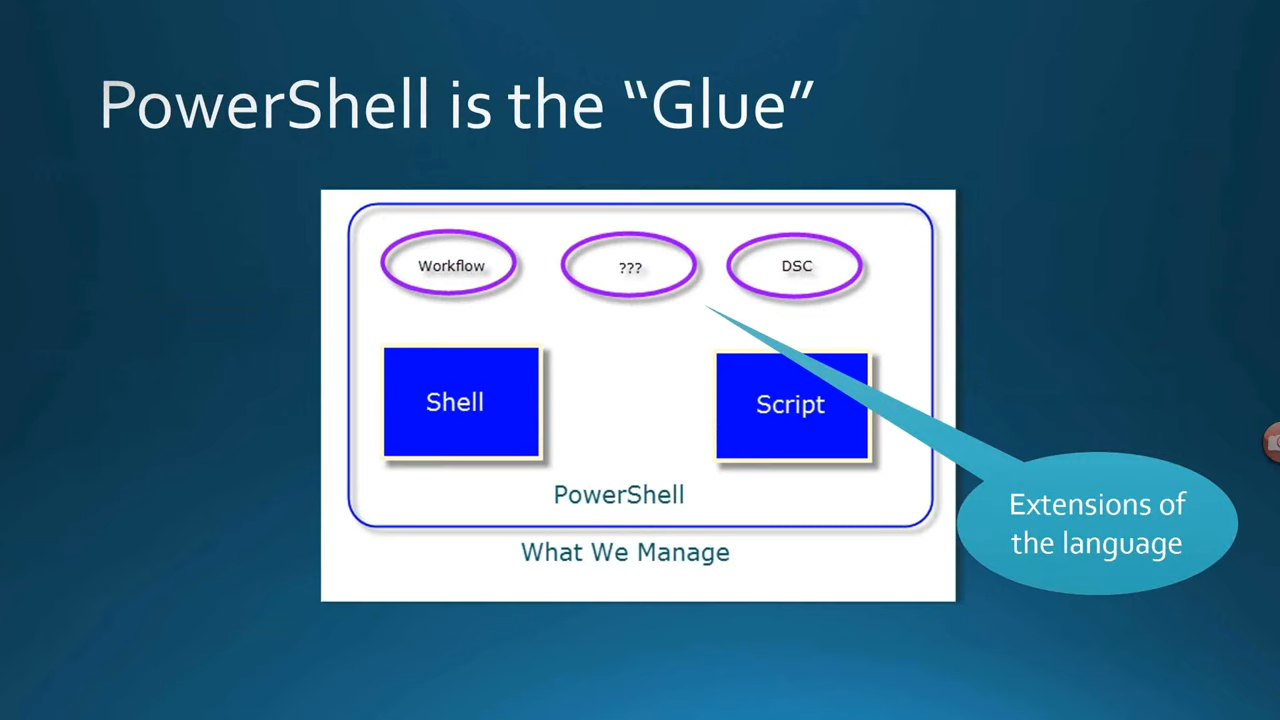 PowerShell is the “Glue”
Workflow
???
DSC
Shell
Script
PowerShell
What We Manage
Extensions of
the language